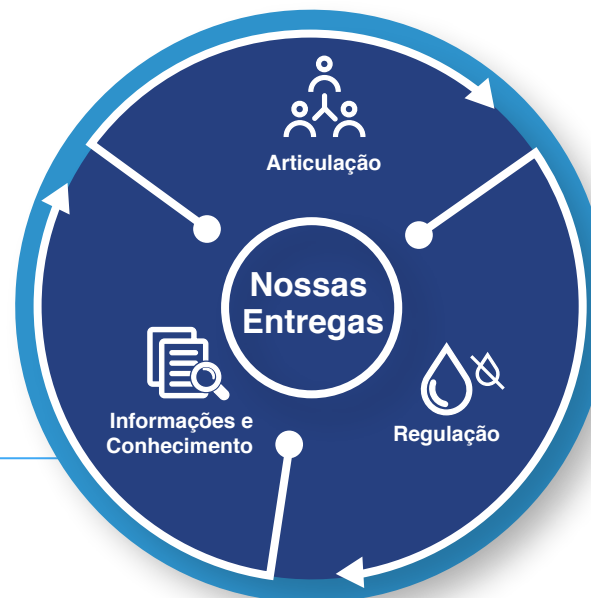 Articulação
Nossas
Entregas
Informações e
Conhecimento
Regulação